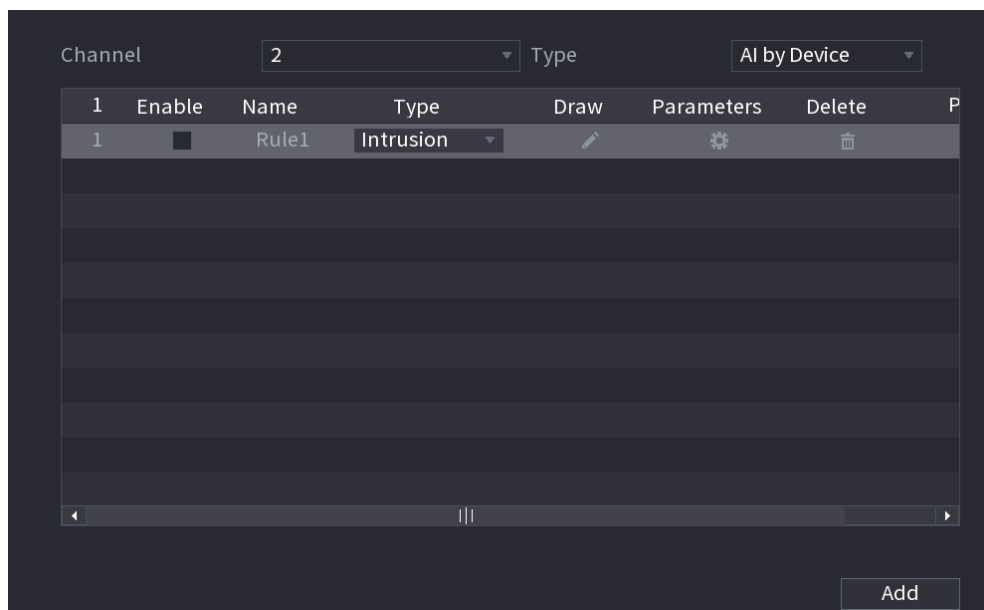 Channel 2 Type AI by Device
1 Enable Name Type Draw Parameters Delete P
1 Rule1 Intrusion
Add